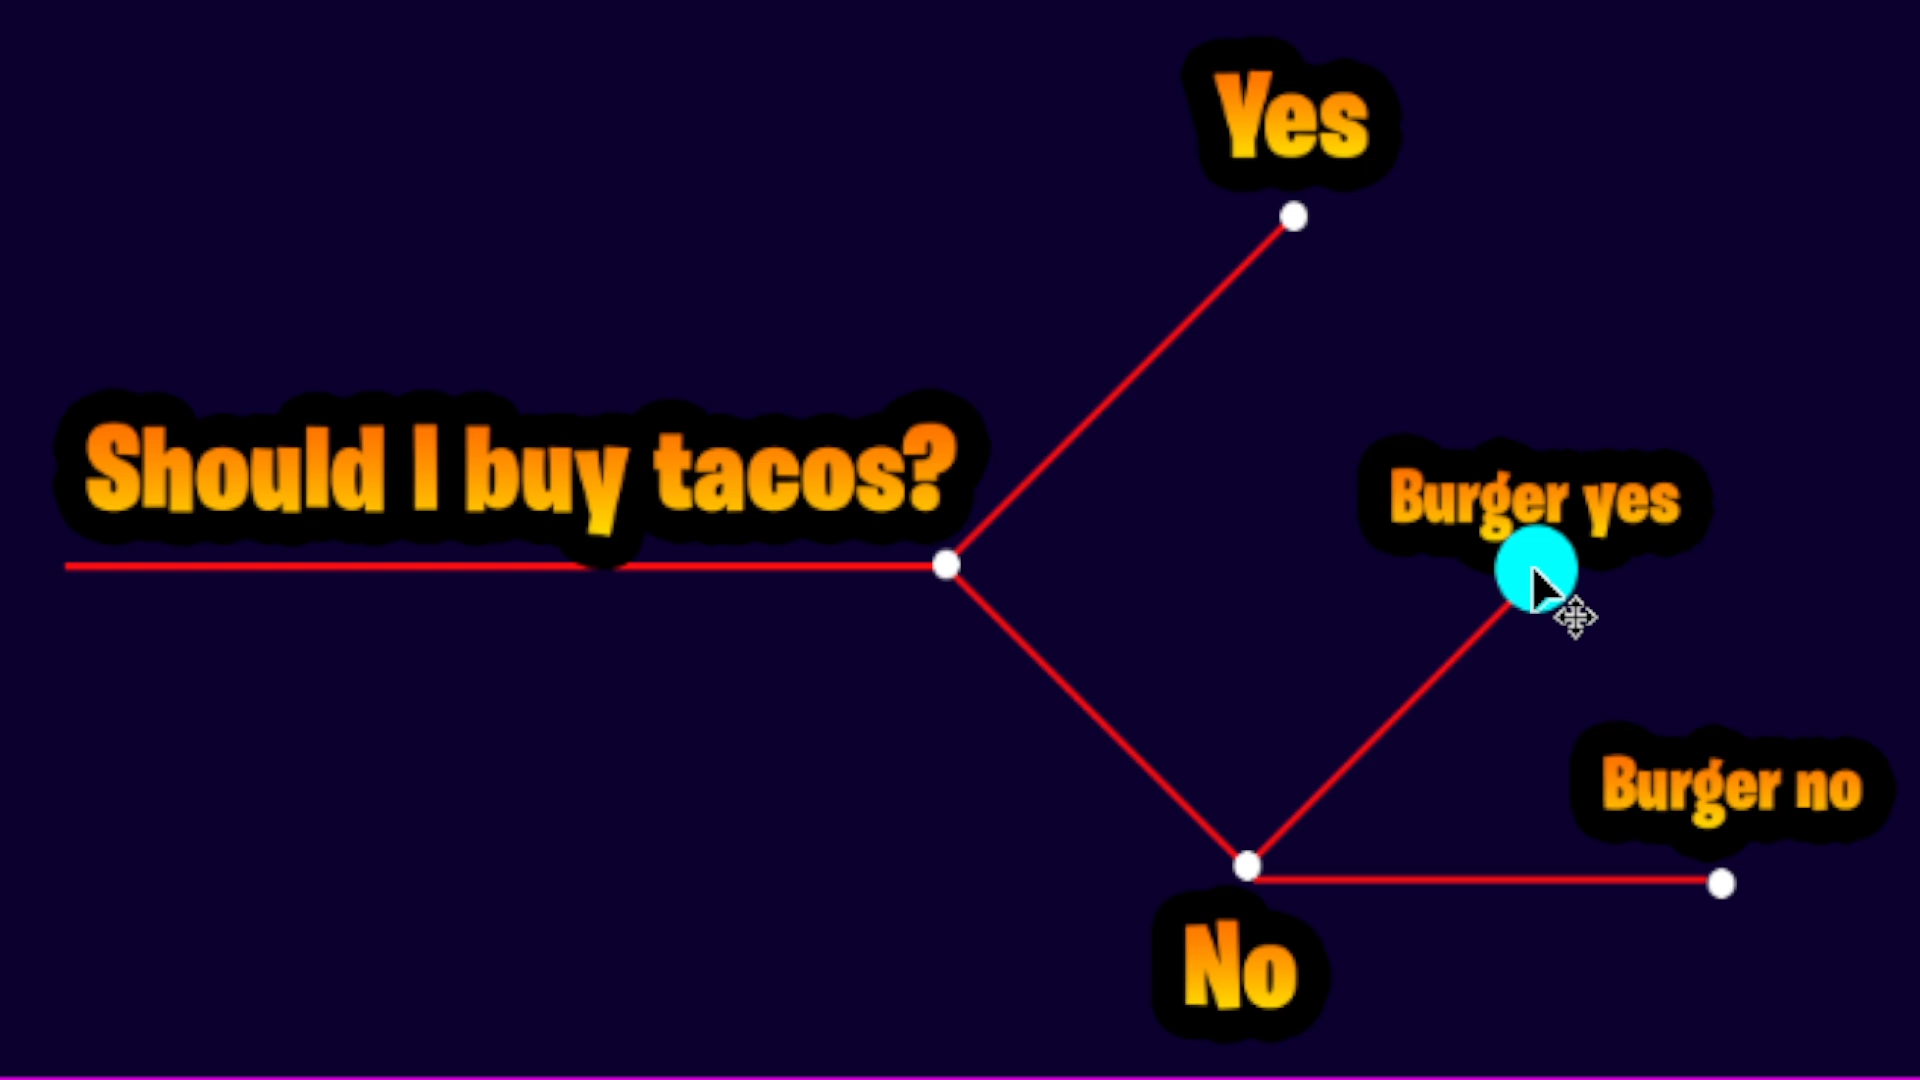 Yes
Should I buy tacos?
Burger yes
Burger no
No